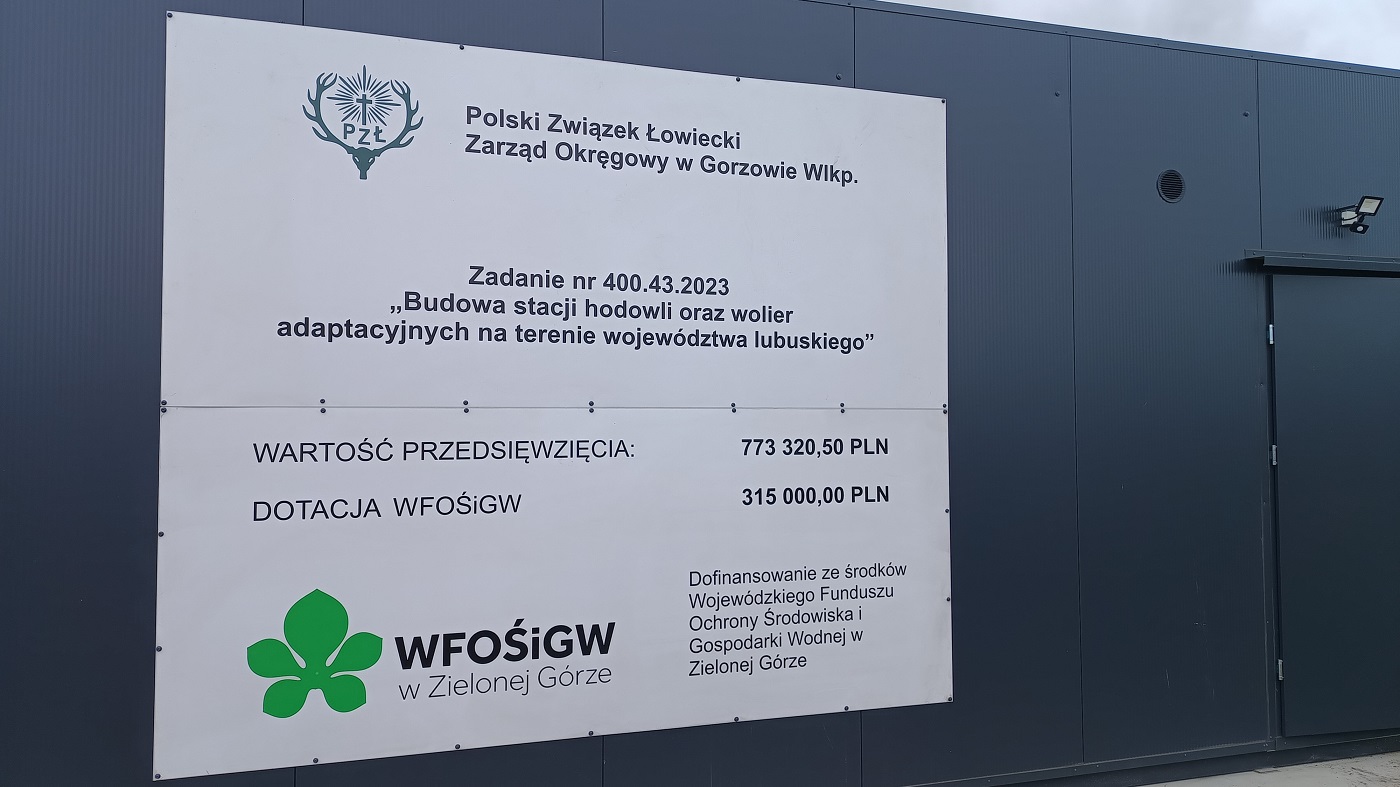 PZŁ
Polski Związek Łowiecki
Zarząd Okręgowy w Gorzowie Wlkp.
Zadanie nr 400.43.2023
„Budowa stacji hodowli oraz wolier
adaptacyjnych na terenie województwa lubuskiego”
WARTOŚĆ PRZEDSIĘWZIĘCIA: 773 320,50 PLN
DOTACJA WFOŚiGW 315 000,00 PLN
WFOŚiGW
w Zielonej Górze
Dofinansowanie ze środków
Wojewódzkiego Funduszu
Ochrony Środowiska i
Gospodarki Wodnej w
Zielonej Górze